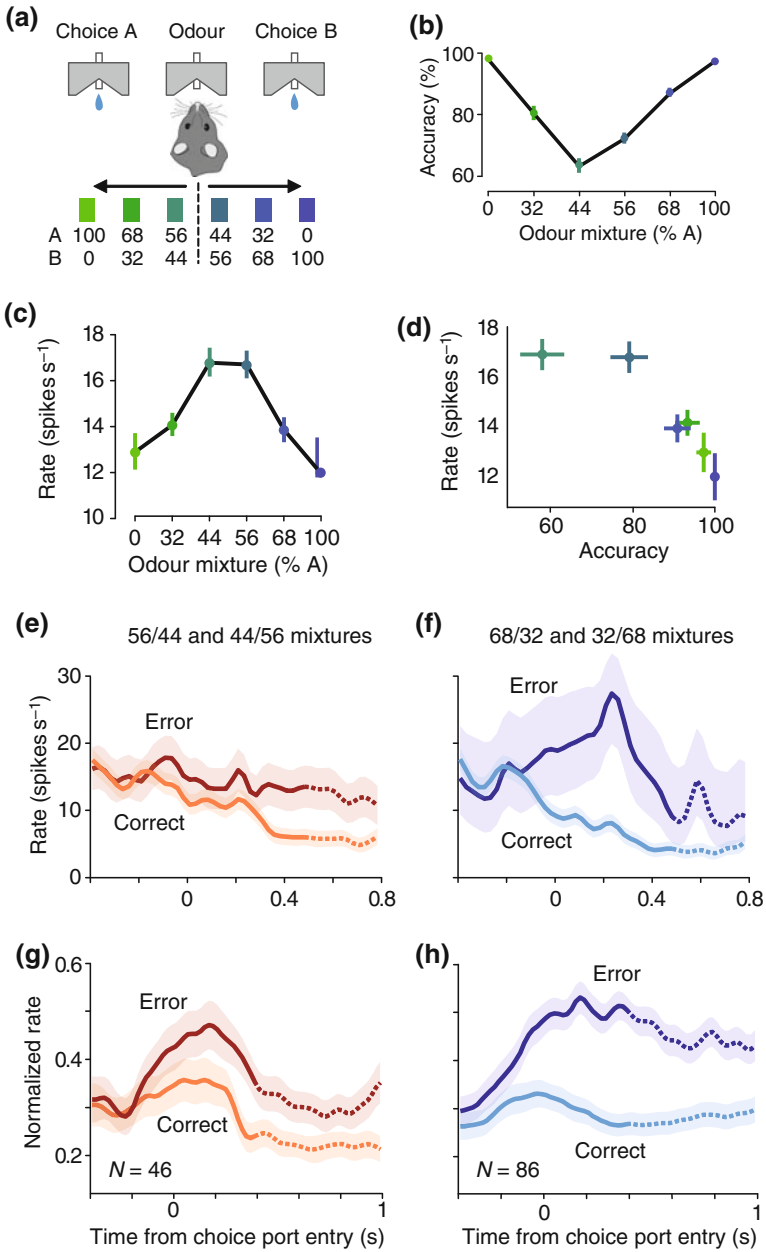 (a)
Choice A Odour Choice B
A 100 68 56 44 32 0
B 0 32 44 56 68 100
(b)
Accuracy (%)
100
80
60
0 32 44 56 68 100
Odour mixture (% A)
(c)
Rate (spikes s⁻¹)
18
16
14
12
10
0 32 44 56 68 100
Odour mixture (% A)
(d)
Rate (spikes s⁻¹)
18
16
14
12
60 80 100
Accuracy
(e)
56/44 and 44/56 mixtures
Rate (spikes s⁻¹)
30
20
10
0
Error
Correct
0 0.4 0.8
(f)
68/32 and 32/68 mixtures
Error
Correct
0 0.4 0.8
(g)
Normalized rate
0.6
0.4
0.2
Error
Correct
N = 46
0 1
Time from choice port entry (s)
(h)
Error
Correct
N = 86
0 1
Time from choice port entry (s)